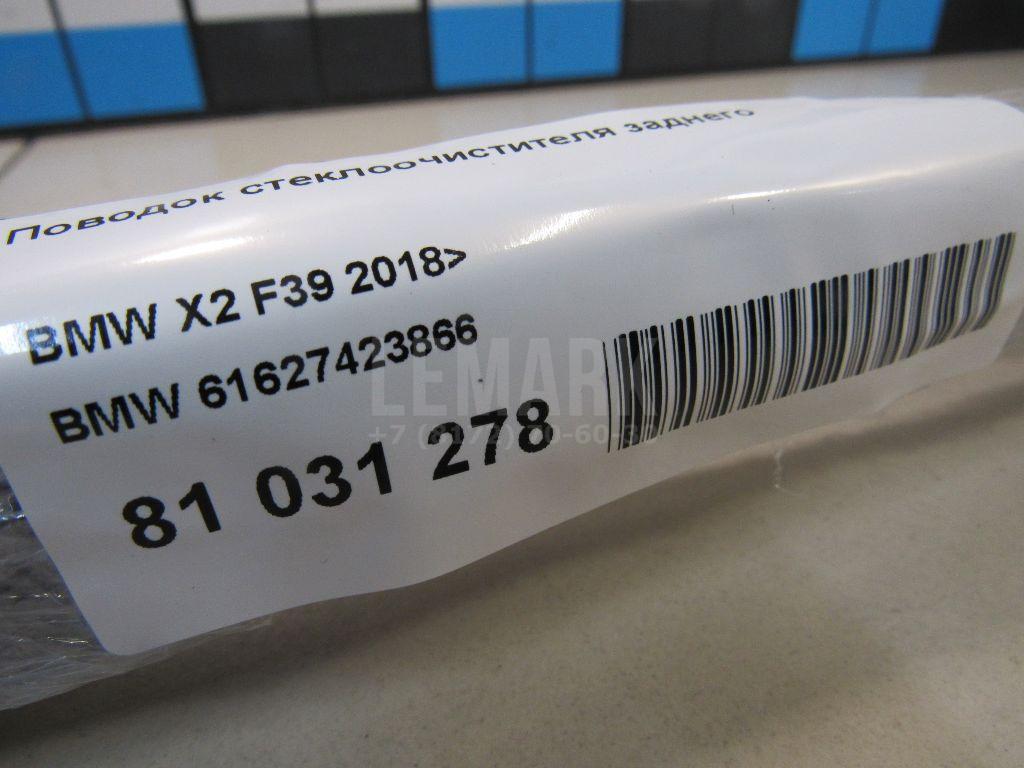 Поводок стеклоочистителя заднего
BMW X2 F39 2018>
BMW 61627423866
81 031 278
LEMARK